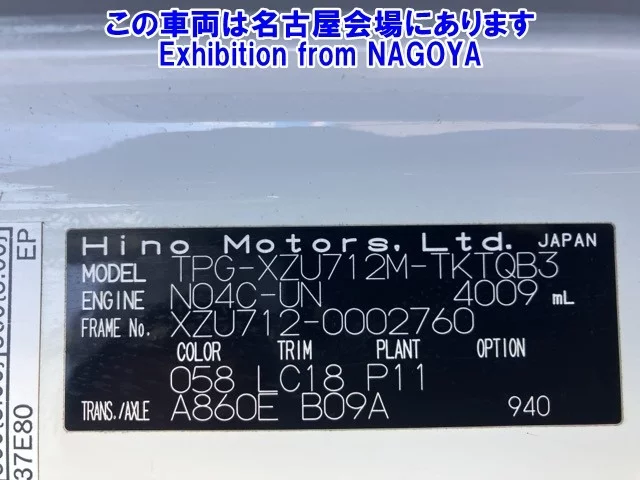 この車両は名古屋会場にあります
Exhibition from NAGOYA
Hino Motors, Ltd. JAPAN
MODEL TPG-XZU712M-TKTQB3
ENGINE N04C-UN 4009 mL
FRAME No. XZU712-0002760
COLOR TRIM PLANT OPTION
058 LC18 P11
TRANS./AXLE A860E B09A 940
EP
37E80